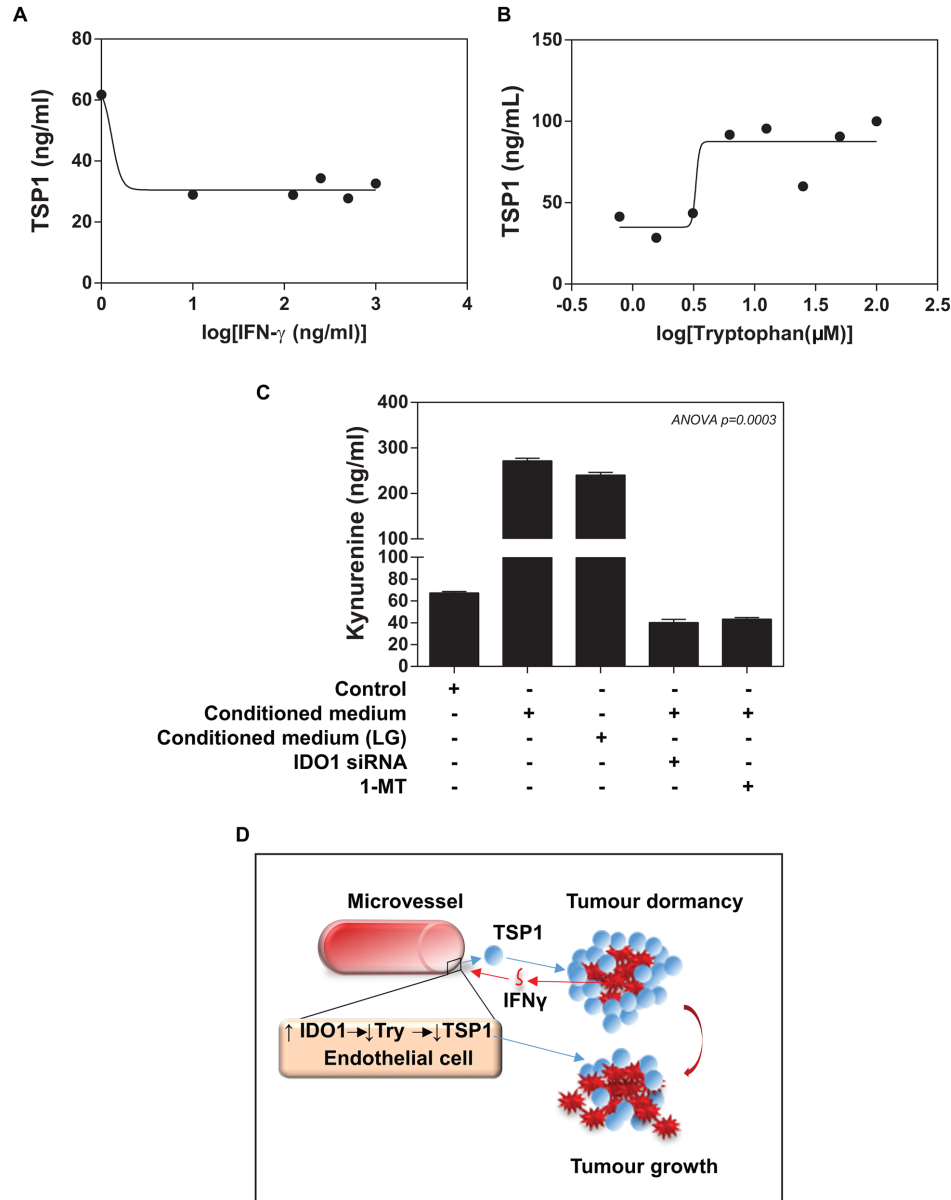 A
80
60
40
20
0
TSP1 (ng/ml)
0 1 2 3 4
log[IFN-γ (ng/ml)]
B
150
100
50
0
TSP1 (ng/mL)
-0.5 0.0 0.5 1.0 1.5 2.0 2.5
log[Tryptophan(µM)]
C
400
300
200
100
100
80
60
40
20
0
Kynurenine (ng/ml)
ANOVA p=0.0003
Control + - - - -
Conditioned medium - + - + +
Conditioned medium (LG) - - + - -
IDO1 siRNA - - - + -
1-MT - - - - +
D
Microvessel
Tumour dormancy
TSP1
IFNγ
↑ IDO1→↓Try →↓TSP1
Endothelial cell
Tumour growth